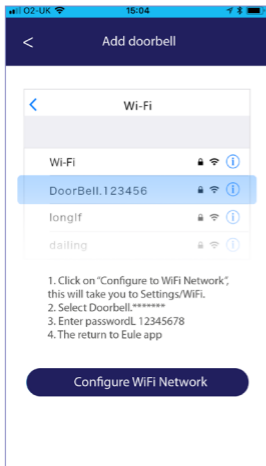 O2-UK 15:04
< Add doorbell
Wi-Fi
Wi-Fi
DoorBell.123456
longlf
dailing
1. Click on “Configure to WiFi Network”,
this will take you to Settings/WiFi.
2. Select Doorbell.*******
3. Enter passwordL 12345678
4. The return to Eule app
Configure WiFi Network